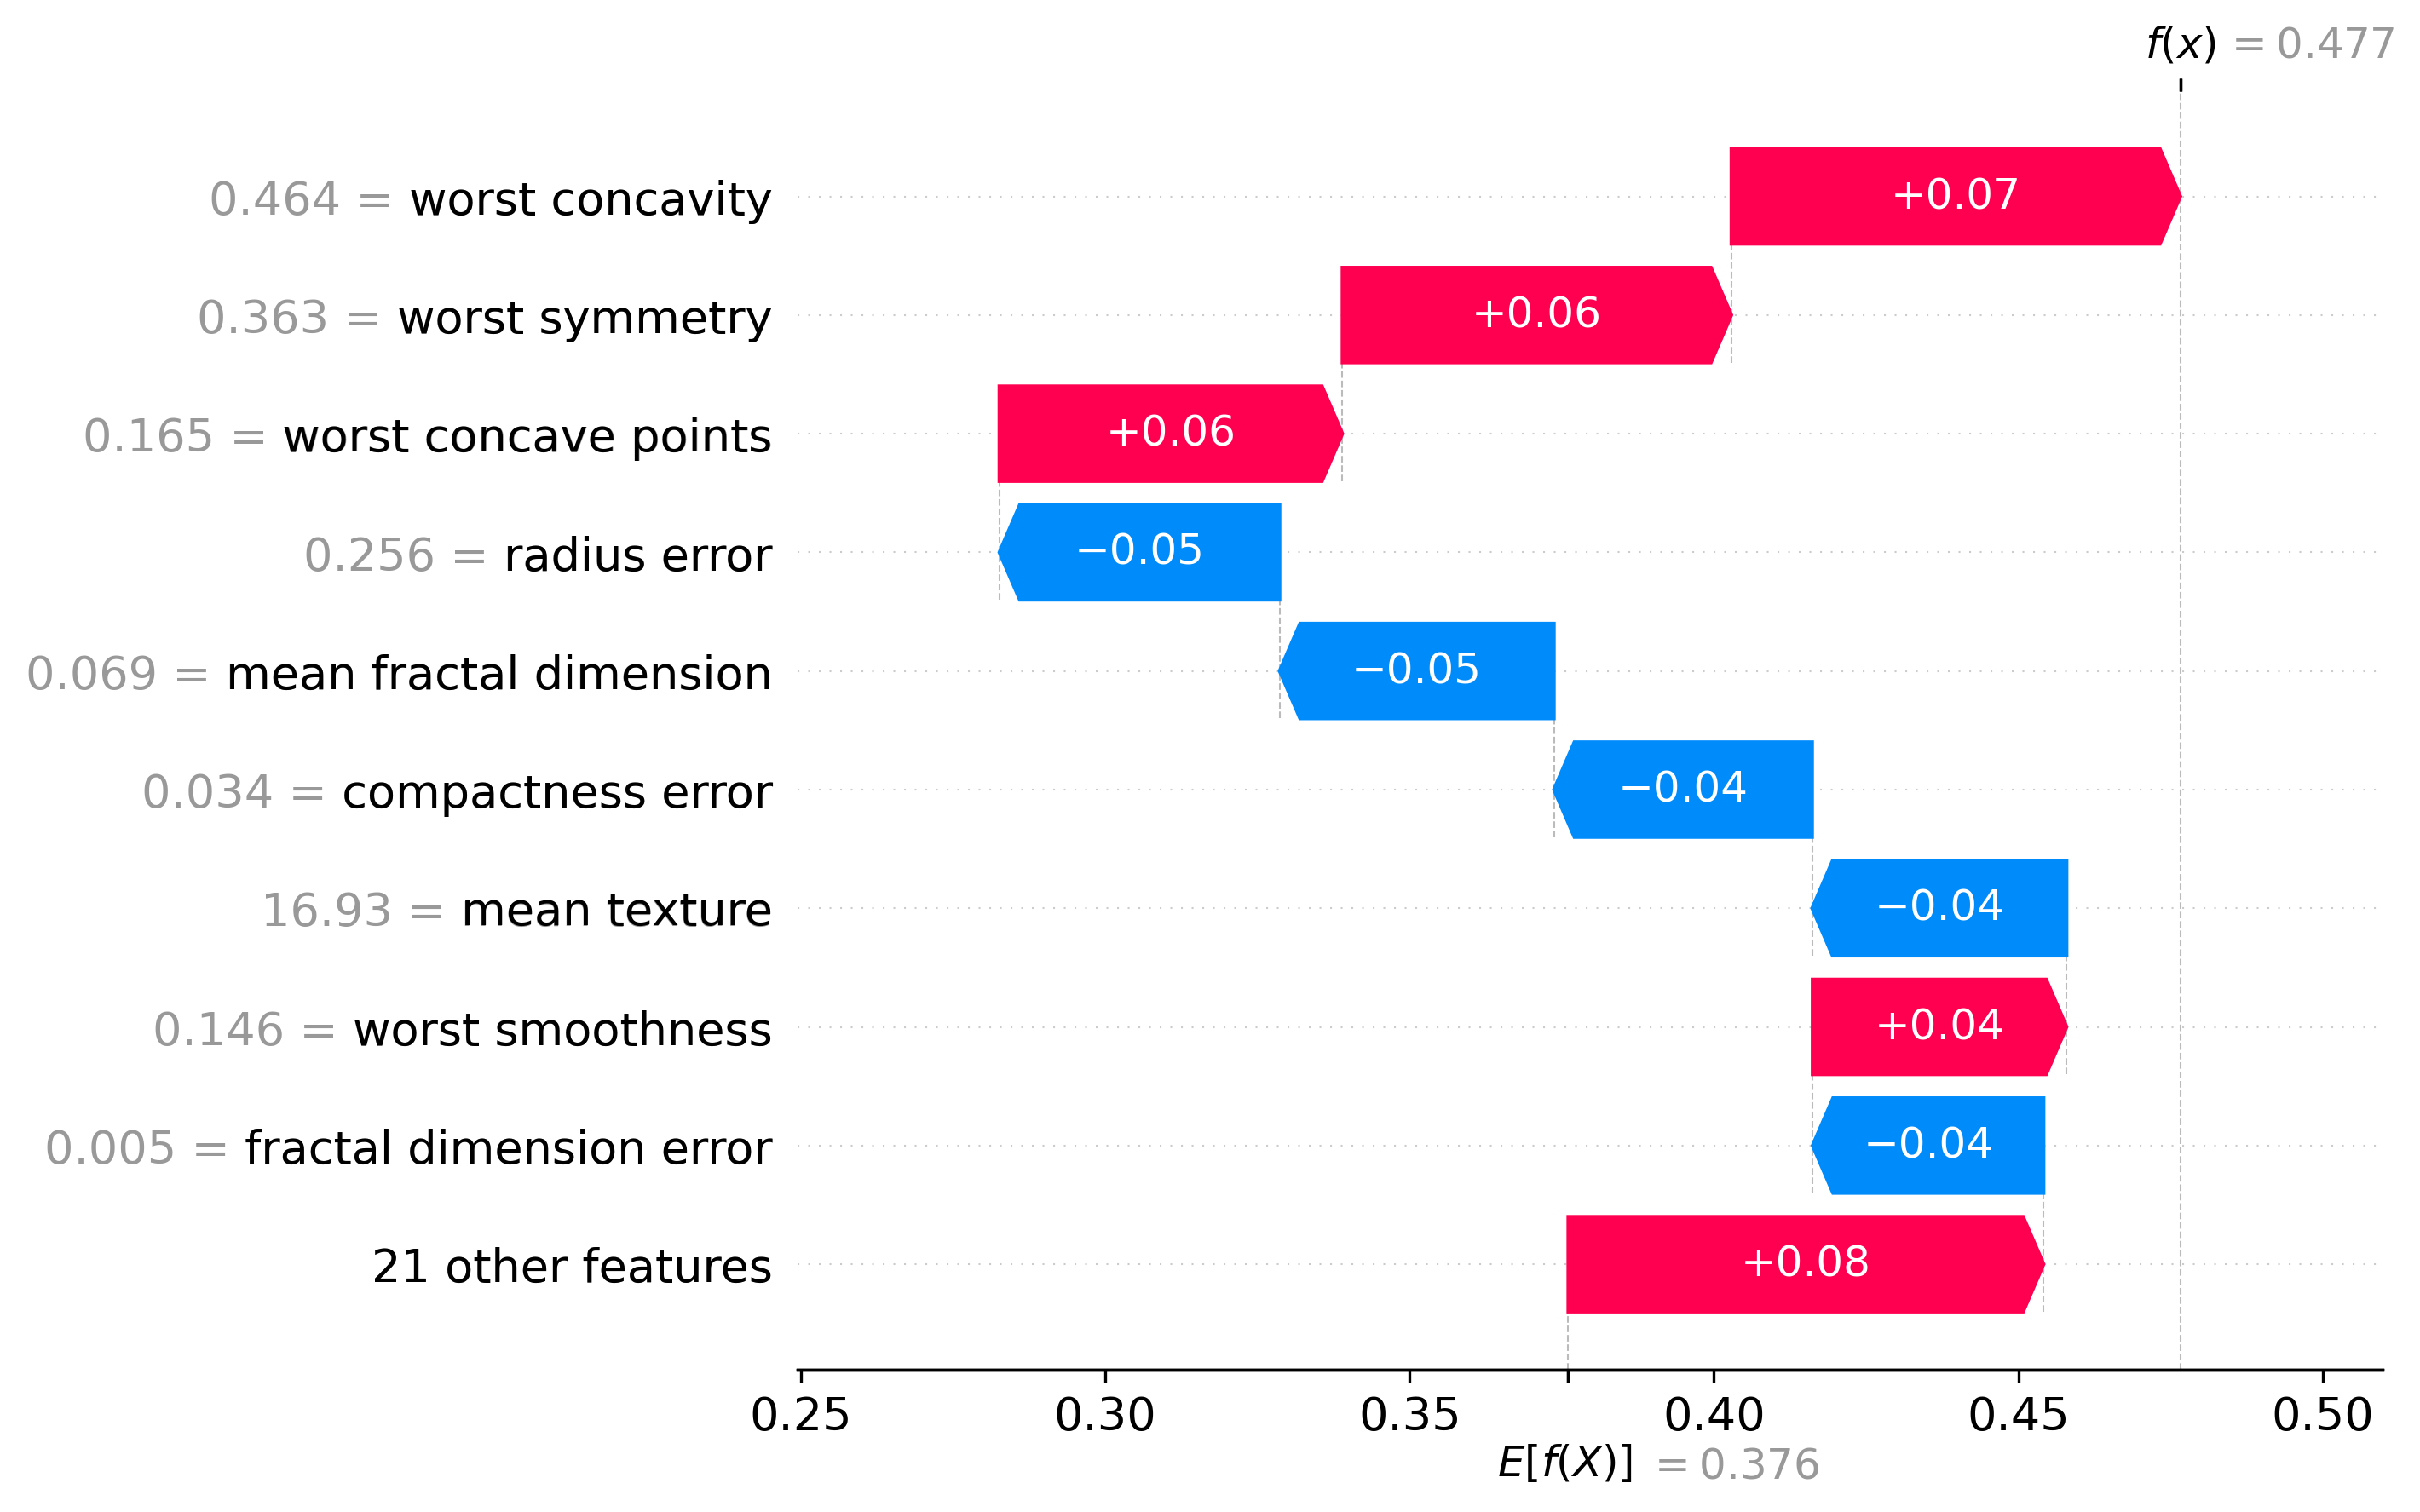 f(x) = 0.477
0.464 = worst concavity +0.07
0.363 = worst symmetry +0.06
0.165 = worst concave points +0.06
0.256 = radius error −0.05
0.069 = mean fractal dimension −0.05
0.034 = compactness error −0.04
16.93 = mean texture −0.04
0.146 = worst smoothness +0.04
0.005 = fractal dimension error −0.04
21 other features +0.08
0.25 0.30 0.35 0.40 0.45 0.50
E[f(X)] = 0.376